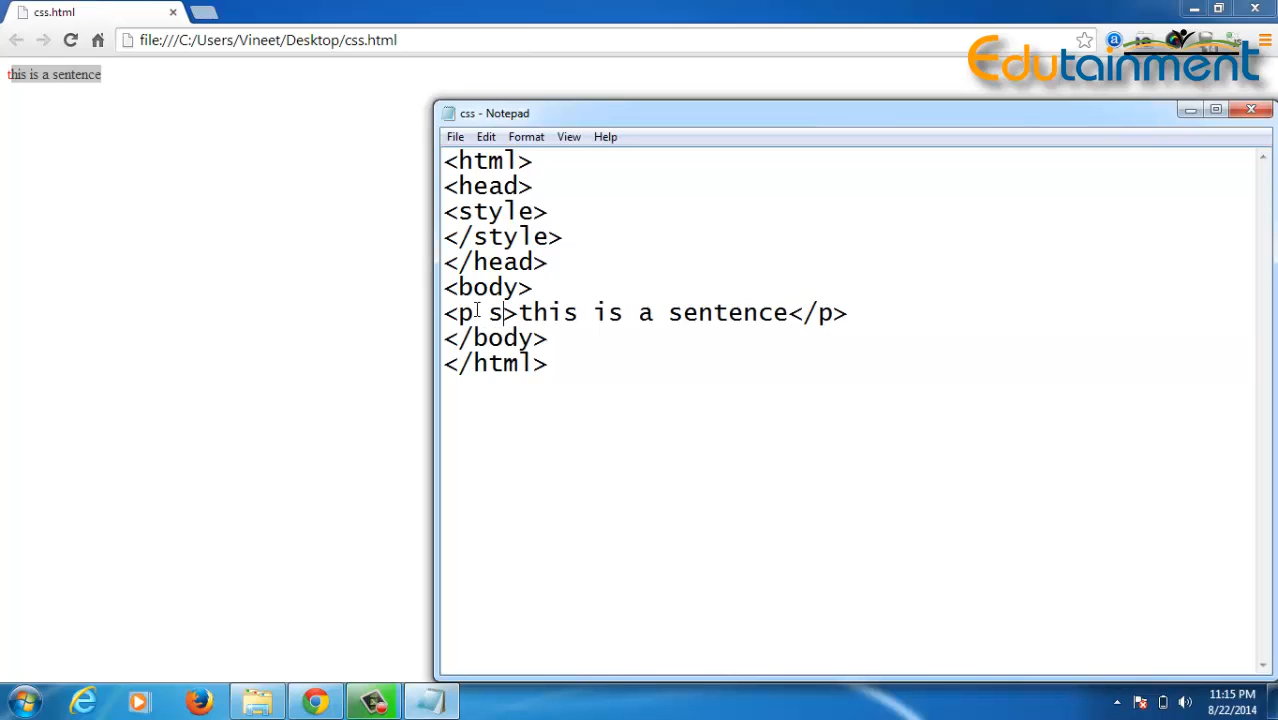 css.html
file:///C:/Users/Vineet/Desktop/css.html
Edutainment
this is a sentence
css - Notepad
File Edit Format View Help
<html>
<head>
<style>
</style>
</head>
<body>
<p s>this is a sentence</p>
</body>
</html>
11:15 PM
8/22/2014